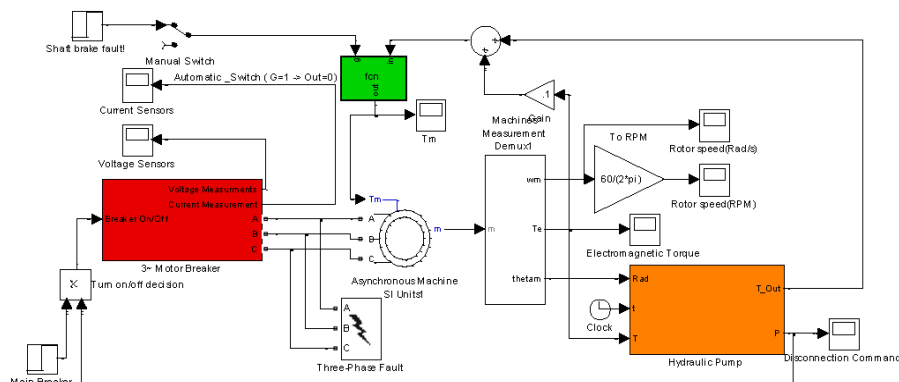 Shaft brake fault!
Manual Switch
g
in
fcn
out
Automatic _Switch ( G=1 -> Out=0)
Current Sensors
Tm
.1
Gain
Machines
Measurement
Demux1
To RPM
Rotor speed(Rad/s)
Voltage Sensors
Voltage Measurments
Current Measurement
Breaker On/Off
A
B
C
3~ Motor Breaker
Tm
A
B
C
m
Asynchronous Machine
SI Units1
m
wm
Te
thetam
60/(2*pi)
Rotor speed(RPM)
Electromagnetic Torque
X
Turn on/off decision
A
B
C
Three-Phase Fault
Clock
Rad
t
T
T_Out
P
Hydraulic Pump
Disconnection Command
Main Breaker